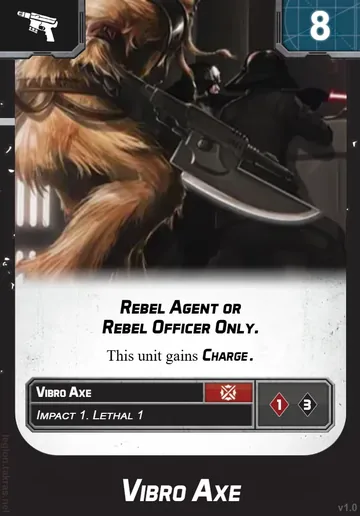 8
REBEL AGENT OR
REBEL OFFICER ONLY.
This unit gains CHARGE.
VIBRO AXE
IMPACT 1. LETHAL 1
1 3
VIBRO AXE
v1.0